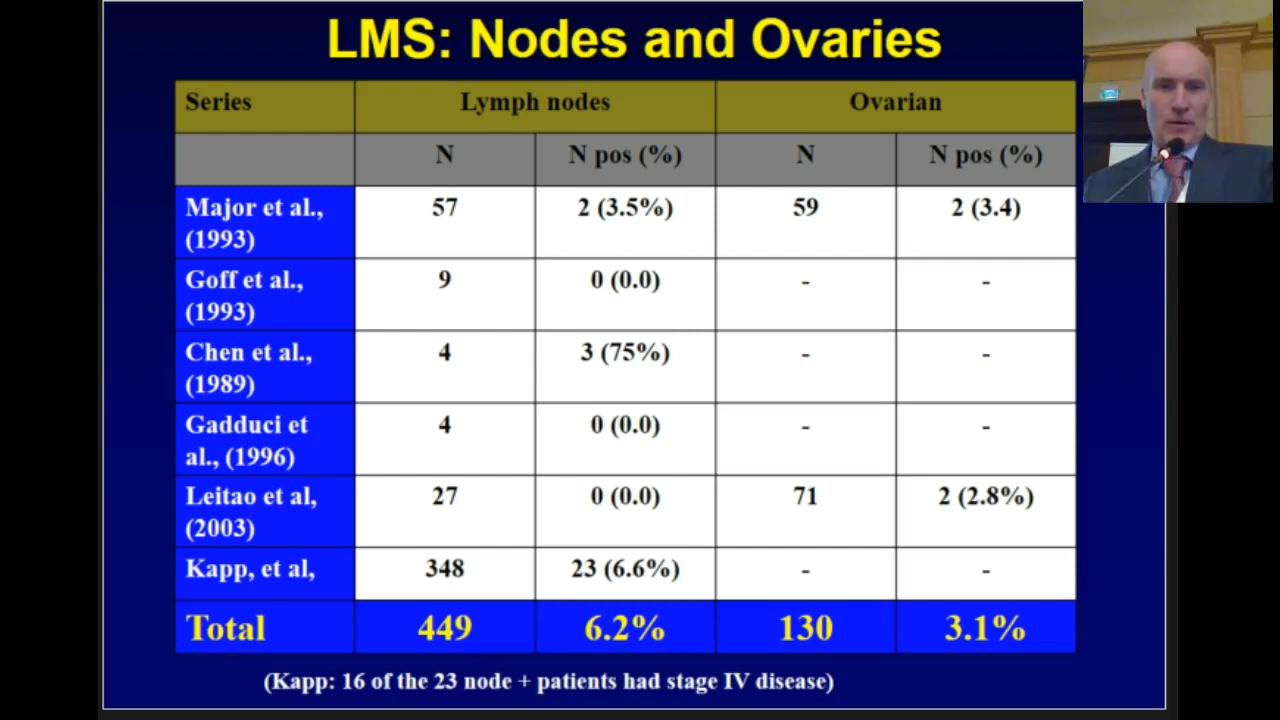 LMS: Nodes and Ovaries
Series Lymph nodes Ovarian
N N pos (%) N N pos (%)
Major et al., 57 2 (3.5%) 59 2 (3.4)
(1993)
Goff et al., 9 0 (0.0) - -
(1993)
Chen et al., 4 3 (75%) - -
(1989)
Gadduci et 4 0 (0.0) - -
al., (1996)
Leitao et al, 27 0 (0.0) 71 2 (2.8%)
(2003)
Kapp, et al, 348 23 (6.6%) - -
Total 449 6.2% 130 3.1%
(Kapp: 16 of the 23 node + patients had stage IV disease)